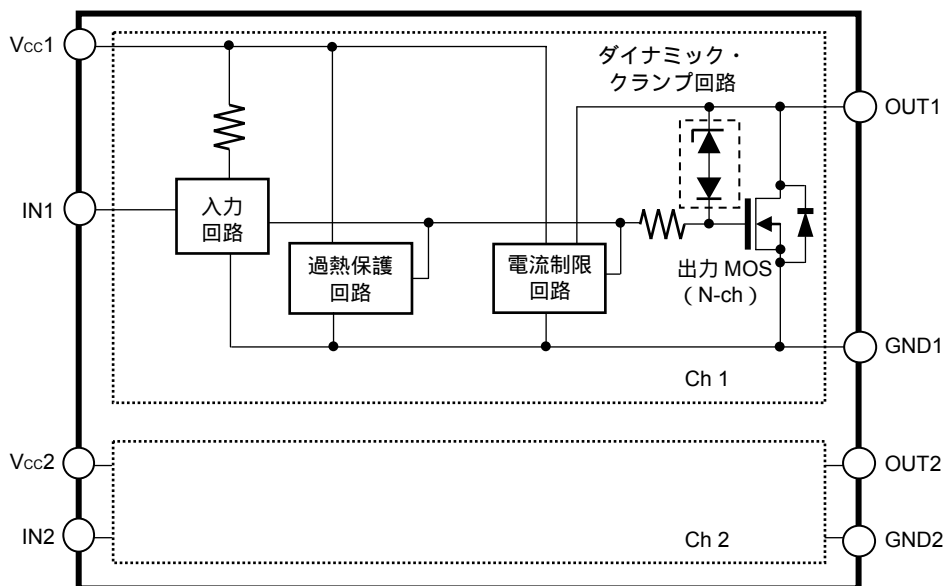 Vcc1
ダイナミック・
クランプ回路
OUT1
IN1
入力
回路
過熱保護
回路
電流制限
回路
出力 MOS
（N-ch）
GND1
Ch 1
Vcc2
OUT2
IN2
Ch 2
GND2